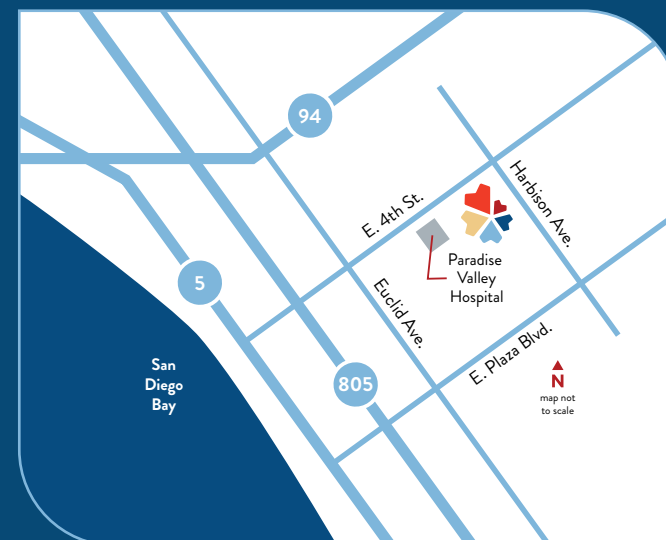 94
Harbison Ave.
E. 4th St.
Paradise
Valley
Hospital
5
Euclid Ave.
E. Plaza Blvd.
San
Diego
Bay
805
N
map not
to scale